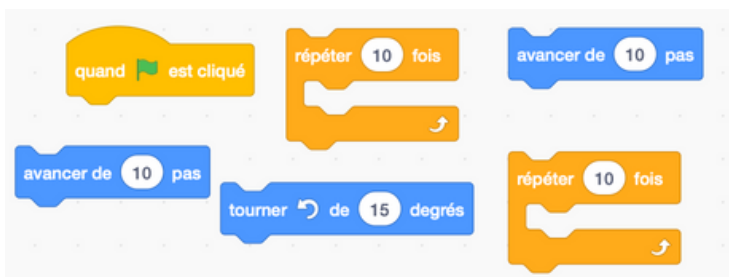 quand est cliqué
répéter 10 fois
avancer de 10 pas
avancer de 10 pas
tourner de 15 degrés
répéter 10 fois